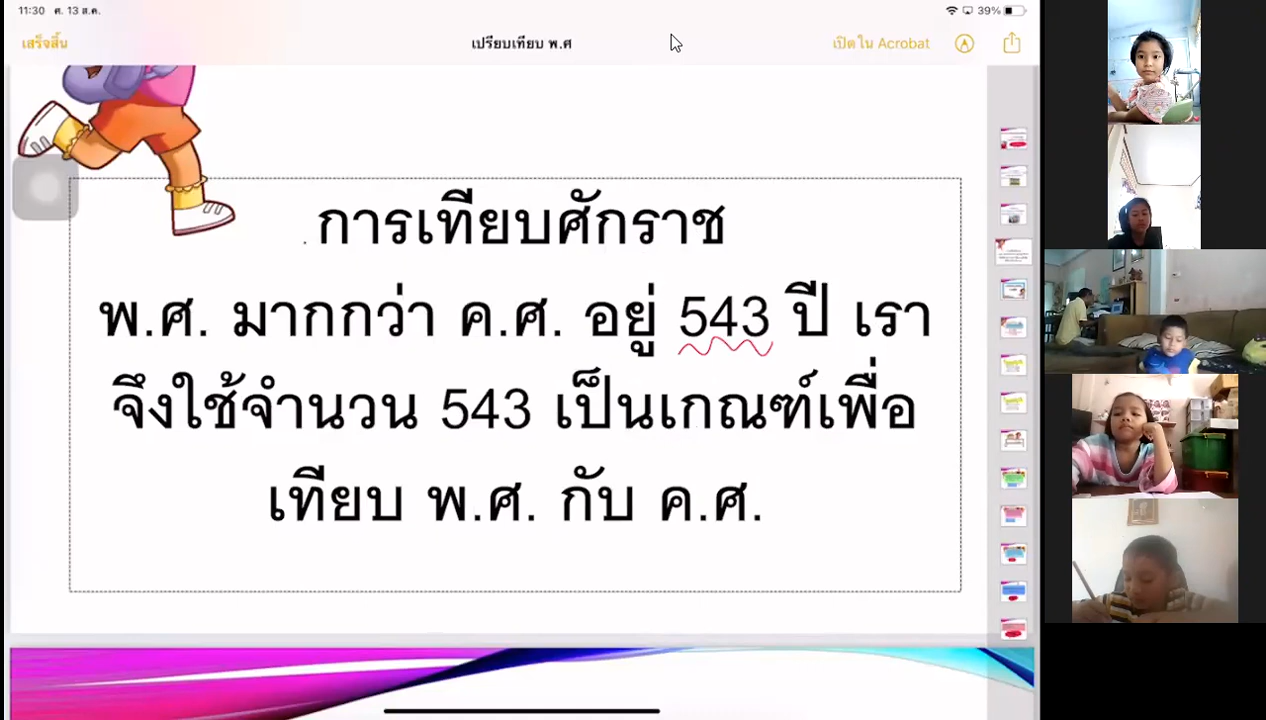 11:30 ศ. 13 ส.ค.
39%
เสร็จสิ้น
เปรียบเทียบ พ.ศ
เปิดใน Acrobat
การเทียบศักราช
พ.ศ. มากกว่า ค.ศ. อยู่ 543 ปี เรา
จึงใช้จำนวน 543 เป็นเกณฑ์เพื่อ
เทียบ พ.ศ. กับ ค.ศ.